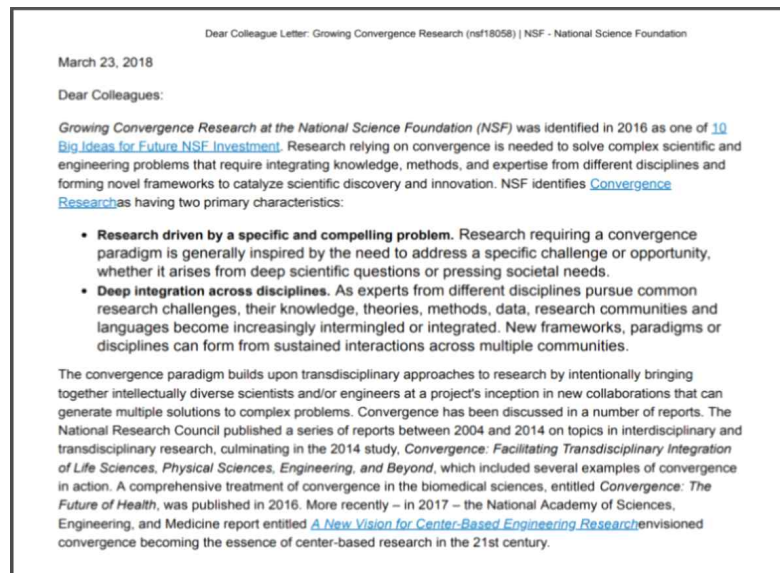 Dear Colleague Letter: Growing Convergence Research (nsf18058) | NSF - National Science Foundation
March 23, 2018
Dear Colleagues:
Growing Convergence Research at the National Science Foundation (NSF) was identified in 2016 as one of 10
Big Ideas for Future NSF Investment. Research relying on convergence is needed to solve complex scientific and
engineering problems that require integrating knowledge, methods, and expertise from different disciplines and
forming novel frameworks to catalyze scientific discovery and innovation. NSF identifies Convergence
Researchas having two primary characteristics:
• Research driven by a specific and compelling problem. Research requiring a convergence
paradigm is generally inspired by the need to address a specific challenge or opportunity,
whether it arises from deep scientific questions or pressing societal needs.
• Deep integration across disciplines. As experts from different disciplines pursue common
research challenges, their knowledge, theories, methods, data, research communities and
languages become increasingly intermingled or integrated. New frameworks, paradigms or
disciplines can form from sustained interactions across multiple communities.
The convergence paradigm builds upon transdisciplinary approaches to research by intentionally bringing
together intellectually diverse scientists and/or engineers at a project's inception in new collaborations that can
generate multiple solutions to complex problems. Convergence has been discussed in a number of reports. The
National Research Council published a series of reports between 2004 and 2014 on topics in interdisciplinary and
transdisciplinary research, culminating in the 2014 study, Convergence: Facilitating Transdisciplinary Integration
of Life Sciences, Physical Sciences, Engineering, and Beyond, which included several examples of convergence
in action. A comprehensive treatment of convergence in the biomedical sciences, entitled Convergence: The
Future of Health, was published in 2016. More recently – in 2017 – the National Academy of Sciences,
Engineering, and Medicine report entitled A New Vision for Center-Based Engineering Researchenvisioned
convergence becoming the essence of center-based research in the 21st century.